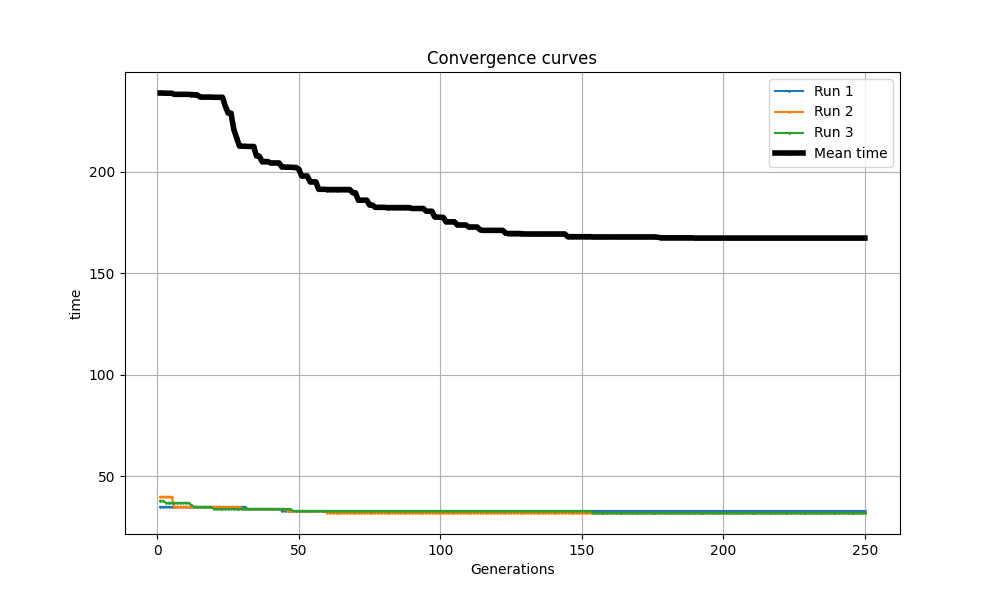 Convergence curves
Run 1
Run 2
Run 3
Mean time
200
150
100
50
time
0
50
100
150
200
250
Generations